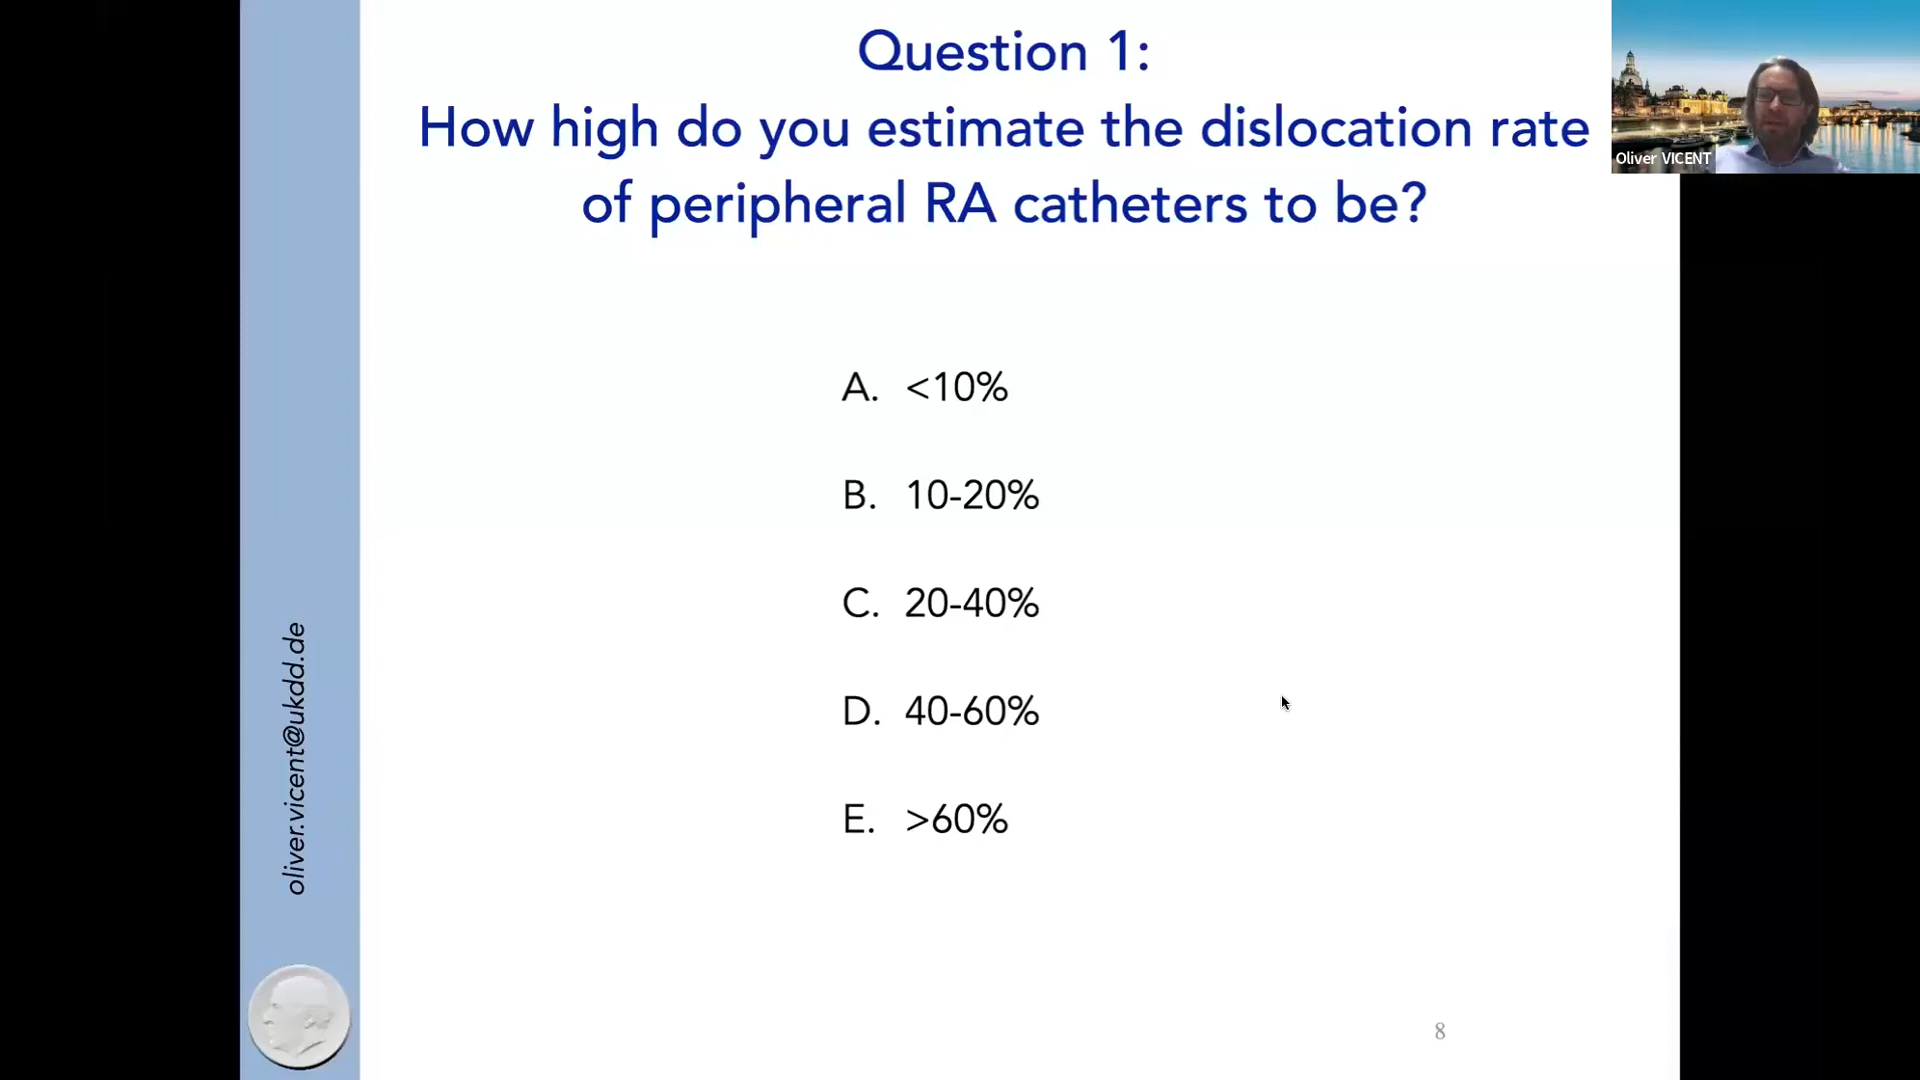 Question 1:
How high do you estimate the dislocation rate
of peripheral RA catheters to be?
Oliver VICENT
A. <10%
B. 10-20%
C. 20-40%
D. 40-60%
E. >60%
oliver.vicent@ukdd.de
8